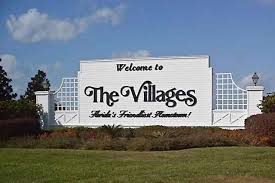 Welcome to
The Villages
Florida's Friendliest Hometown!